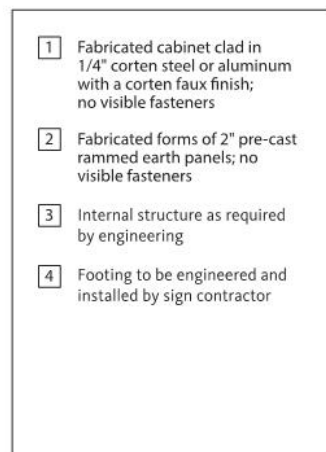 1 Fabricated cabinet clad in
1/4" corten steel or aluminum
with a corten faux finish;
no visible fasteners
2 Fabricated forms of 2" pre-cast
rammed earth panels; no
visible fasteners
3 Internal structure as required
by engineering
4 Footing to be engineered and
installed by sign contractor